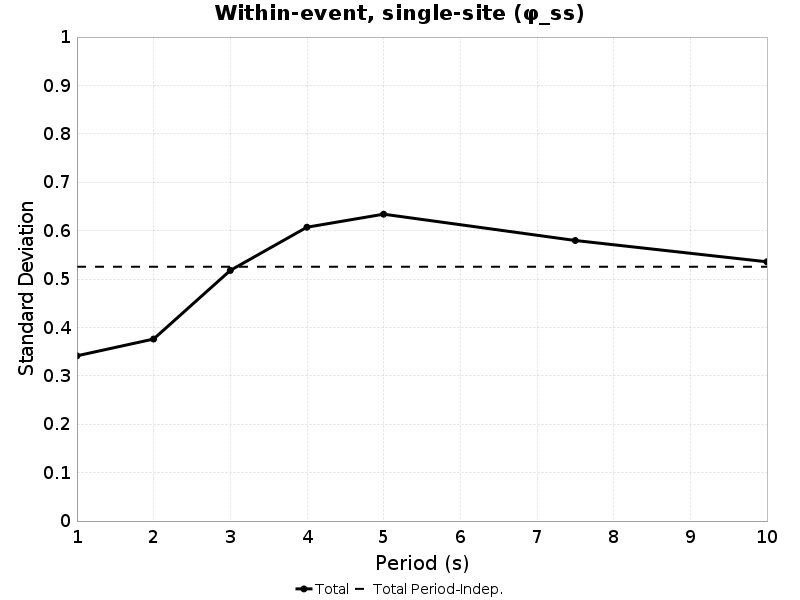 Within-event, single-site (φ_ss)
1
0.9
0.8
0.7
0.6
0.5
0.4
0.3
0.2
0.1
0
Standard Deviation
1 2 3 4 5 6 7 8 9 10
Period (s)
Total Total Period-Indep.